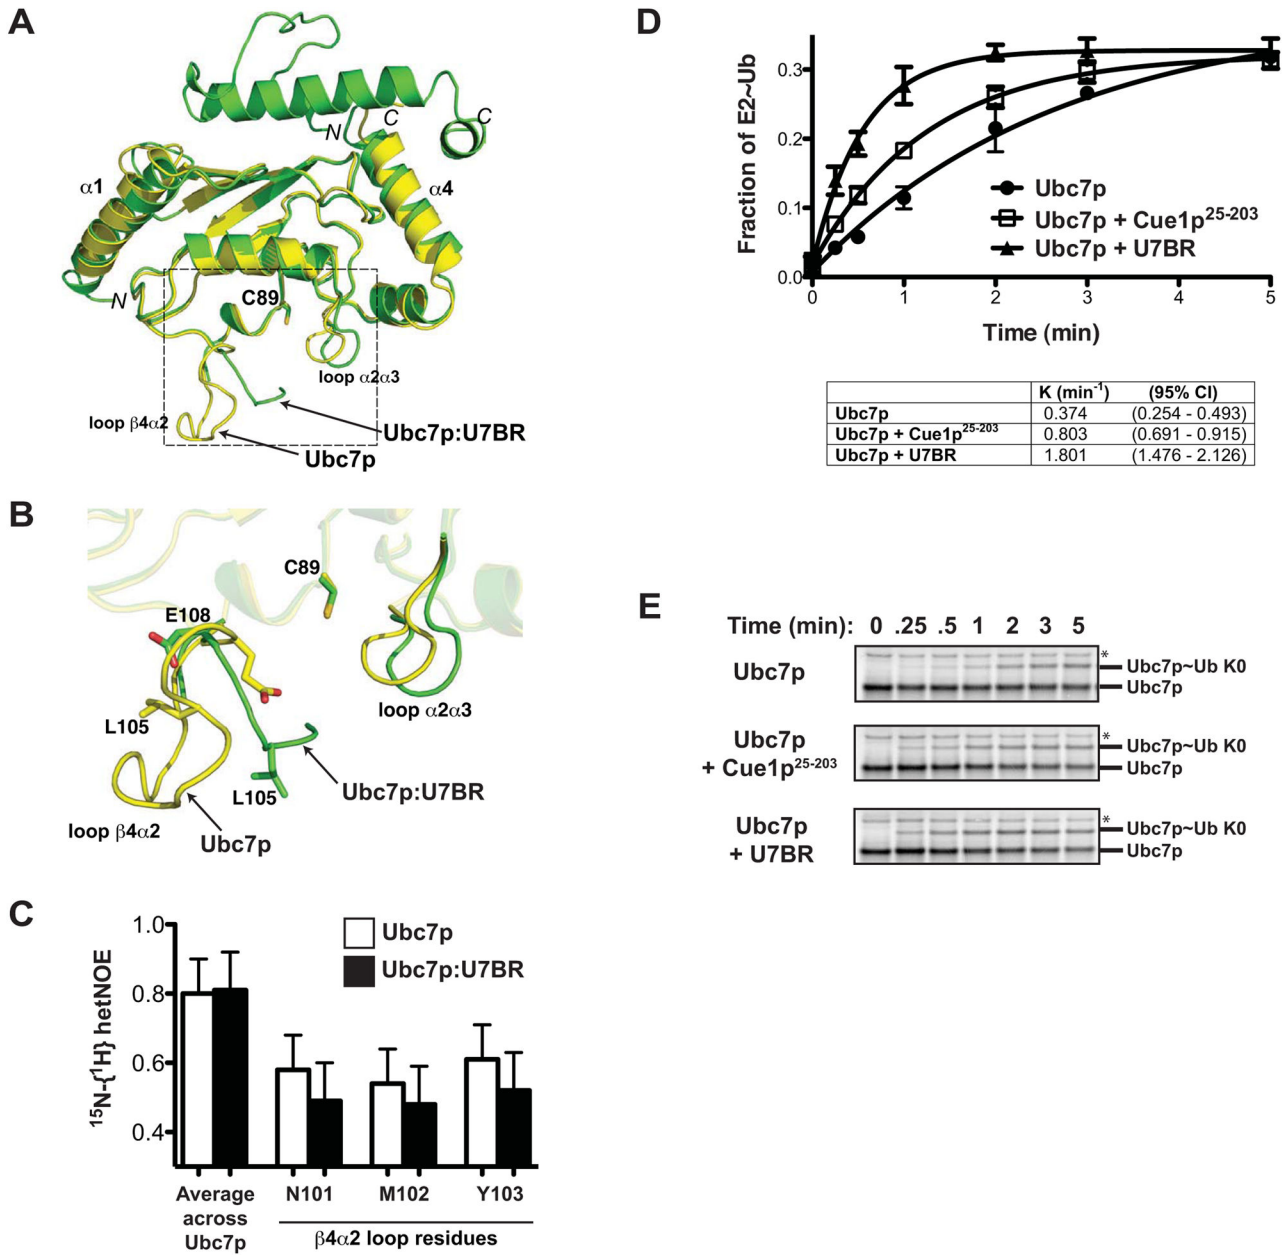 A
N
C
C
α1
α4
N
C89
loop α2α3
loop β4α2
Ubc7p:U7BR
Ubc7p
B
C89
E108
loop α2α3
L105
L105
Ubc7p:U7BR
loop β4α2
Ubc7p
C
15N-{1H} hetNOE
1.0
0.8
0.6
0.4
Ubc7p
Ubc7p:U7BR
Average across Ubc7p
N101
M102
Y103
β4α2 loop residues
D
Fraction of E2~Ub
0.3
0.2
0.1
0.0
Ubc7p
Ubc7p + Cue1p25-203
Ubc7p + U7BR
0 1 2 3 4 5
Time (min)
K (min-1) (95% CI)
Ubc7p 0.374 (0.254 - 0.493)
Ubc7p + Cue1p25-203 0.803 (0.691 - 0.915)
Ubc7p + U7BR 1.801 (1.476 - 2.126)
E
Time (min): 0 .25 .5 1 2 3 5
Ubc7p
*
Ubc7p~Ub K0
Ubc7p
Ubc7p
+ Cue1p25-203
*
Ubc7p~Ub K0
Ubc7p
Ubc7p
+ U7BR
*
Ubc7p~Ub K0
Ubc7p